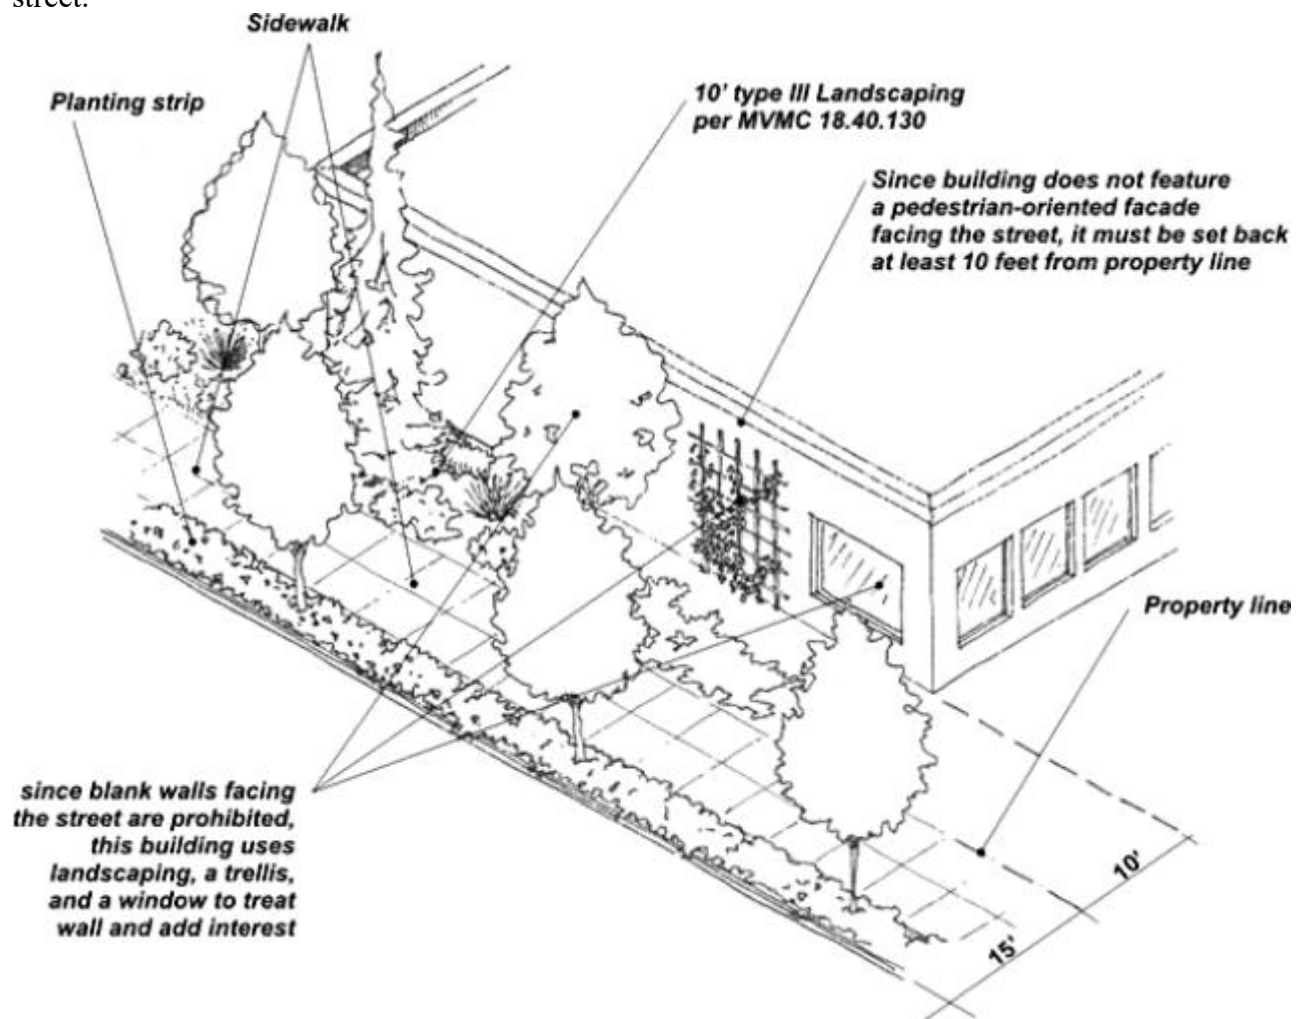 street.
Sidewalk
Planting strip
10' type III Landscaping
per MVMC 18.40.130
Since building does not feature
a pedestrian-oriented facade
facing the street, it must be set back
at least 10 feet from property line
Property line
since blank walls facing
the street are prohibited,
this building uses
landscaping, a trellis,
and a window to treat
wall and add interest
10'
15'